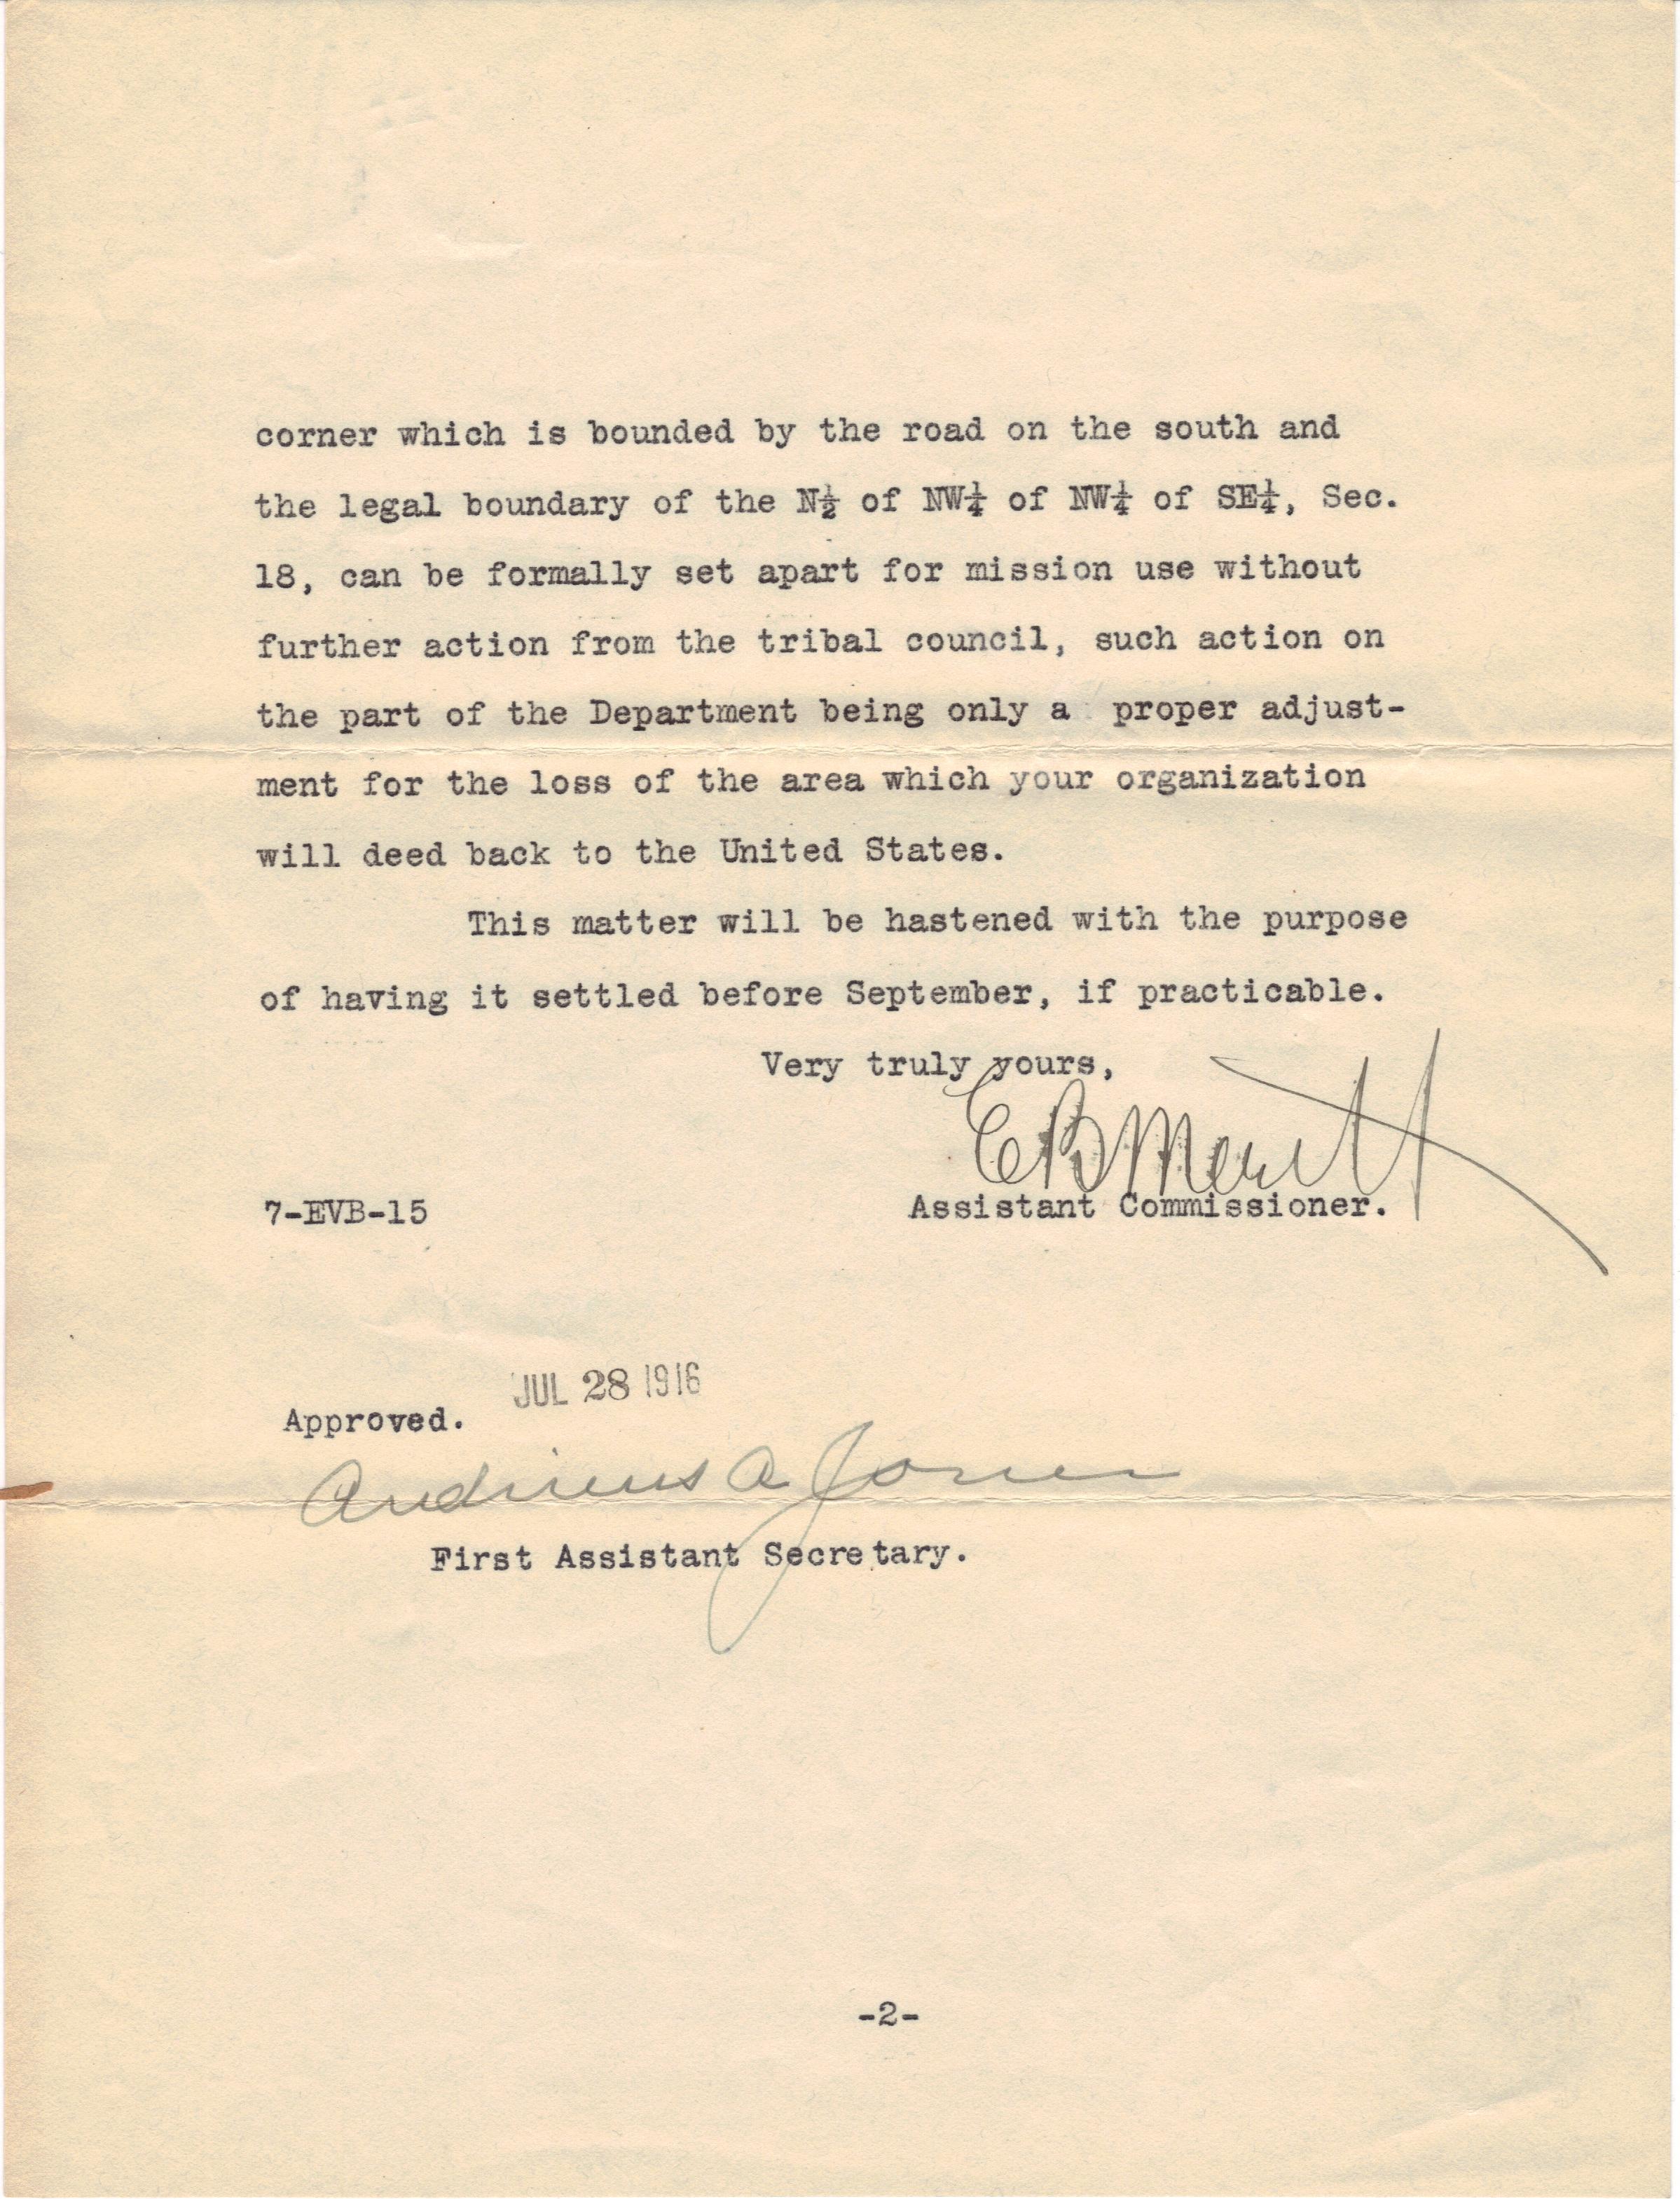 corner which is bounded by the road on the south and
the legal boundary of the N½ of NW¼ of NW¼ of SE¼, Sec.
18, can be formally set apart for mission use without
further action from the tribal council, such action on
the part of the Department being only a proper adjust-
ment for the loss of the area which your organization
will deed back to the United States.
This matter will be hastened with the purpose
of having it settled before September, if practicable.
Very truly yours,
EB Meritt
7-EVB-15 Assistant Commissioner.
JUL 28 1916
Approved.
Andrieus A Jones
First Assistant Secretary.
-2-